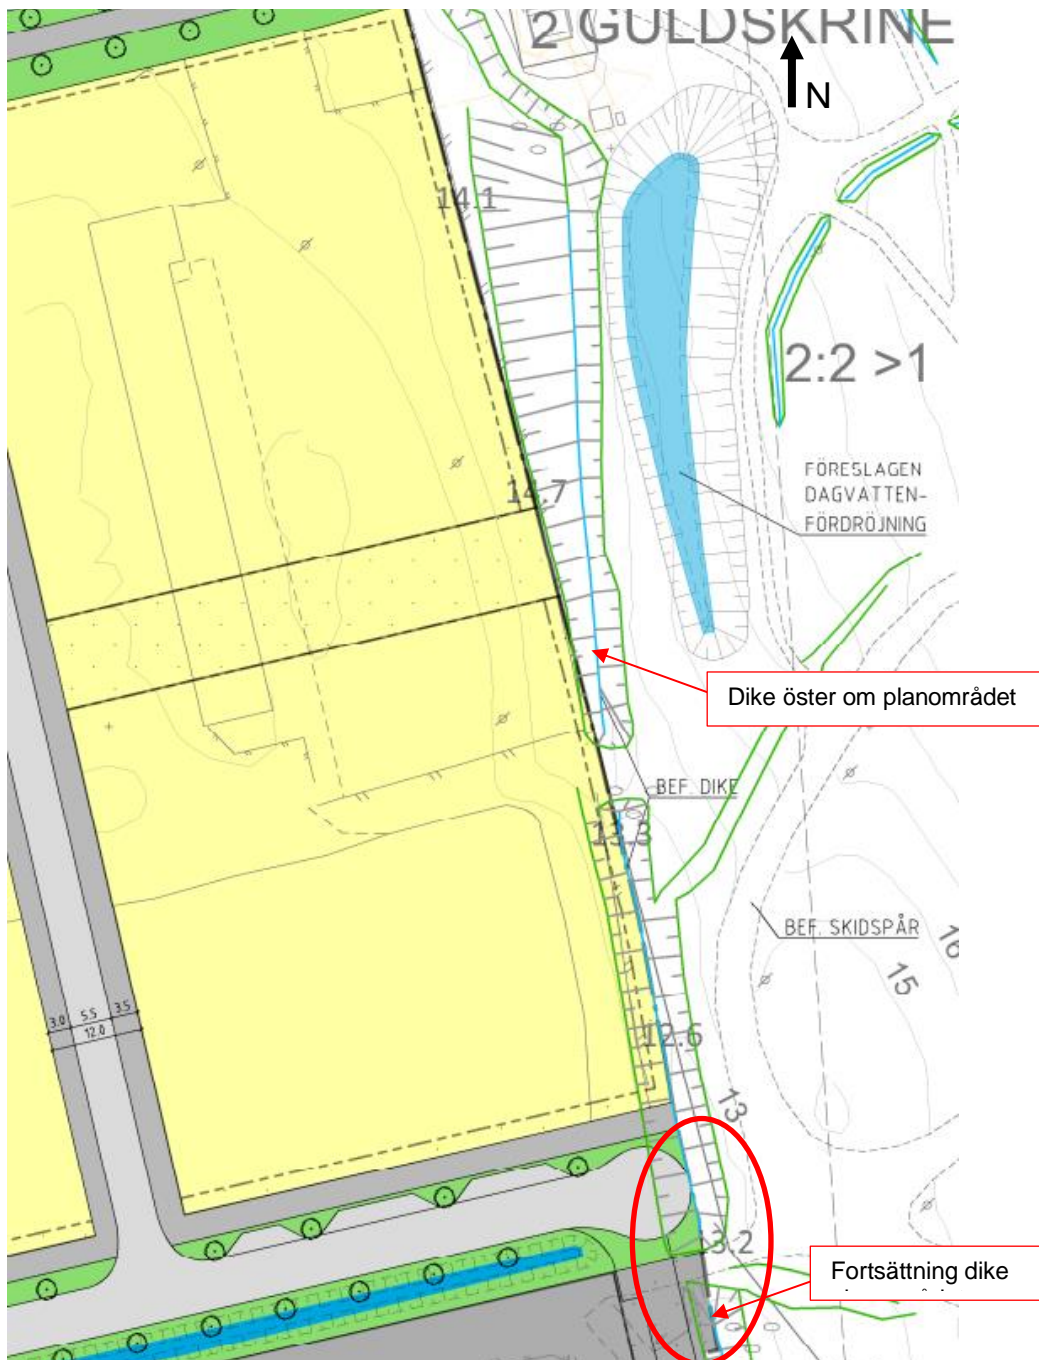 2 GULDSKRINE
N
14.1
2:2 >1
FÖRESLAGEN
DAGVATTEN-
FÖRDRÖJNING
14.7
Dike öster om planområdet
BEF. DIKE
13.3
BEF. SKIDSPÅR
16
15
3.0 5.5 3.5
12.0
12.6
13
13.2
Fortsättning dike